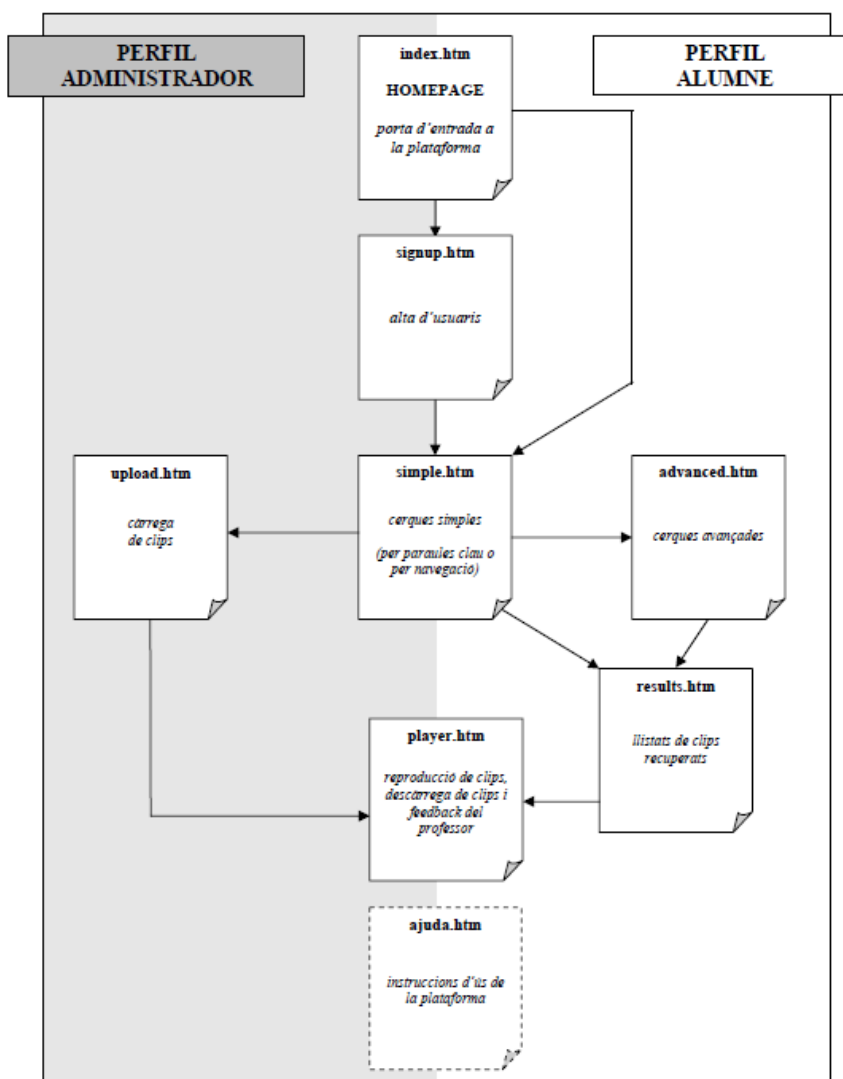 PERFIL
ADMINISTRADOR
index.htm
HOMEPAGE
porta d'entrada a
la plataforma
PERFIL
ALUMNE
signup.htm
alta d'usuaris
upload.htm
càrrega
de clips
simple.htm
cerques simples
(per paraules clau o
per navegació)
advanced.htm
cerques avançades
results.htm
llistats de clips
recuperats
player.htm
reproducció de clips,
descàrrega de clips i
feedback del
professor
ajuda.htm
instruccions d'ús de
la plataforma